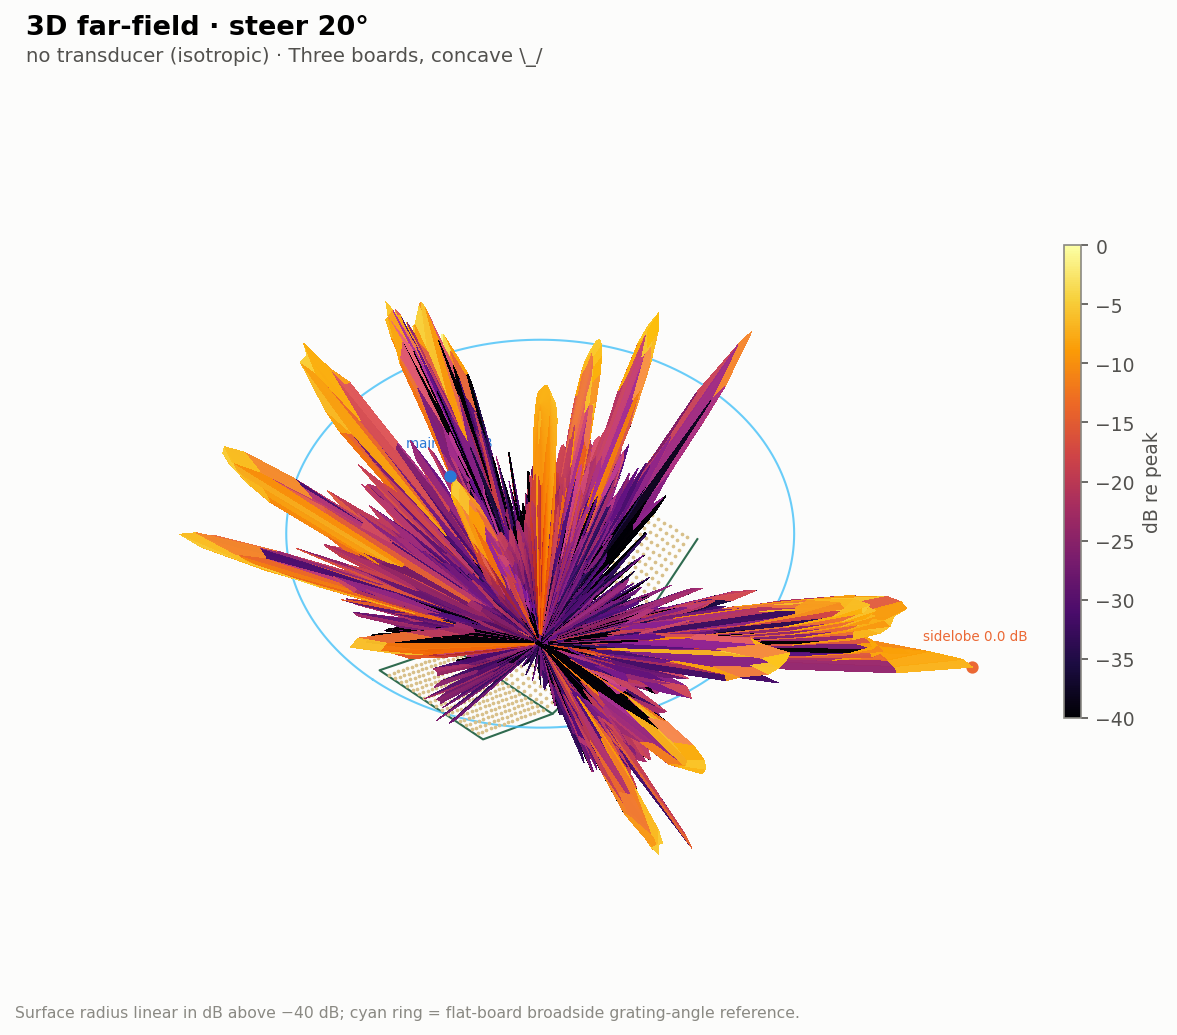 3D far-field · steer 20°
no transducer (isotropic) · Three boards, concave \_/
0
−5
−10
−15
−20
−25
−30
−35
−40
dB re peak
sidelobe 0.0 dB
Surface radius linear in dB above −40 dB; cyan ring = flat-board broadside grating-angle reference.